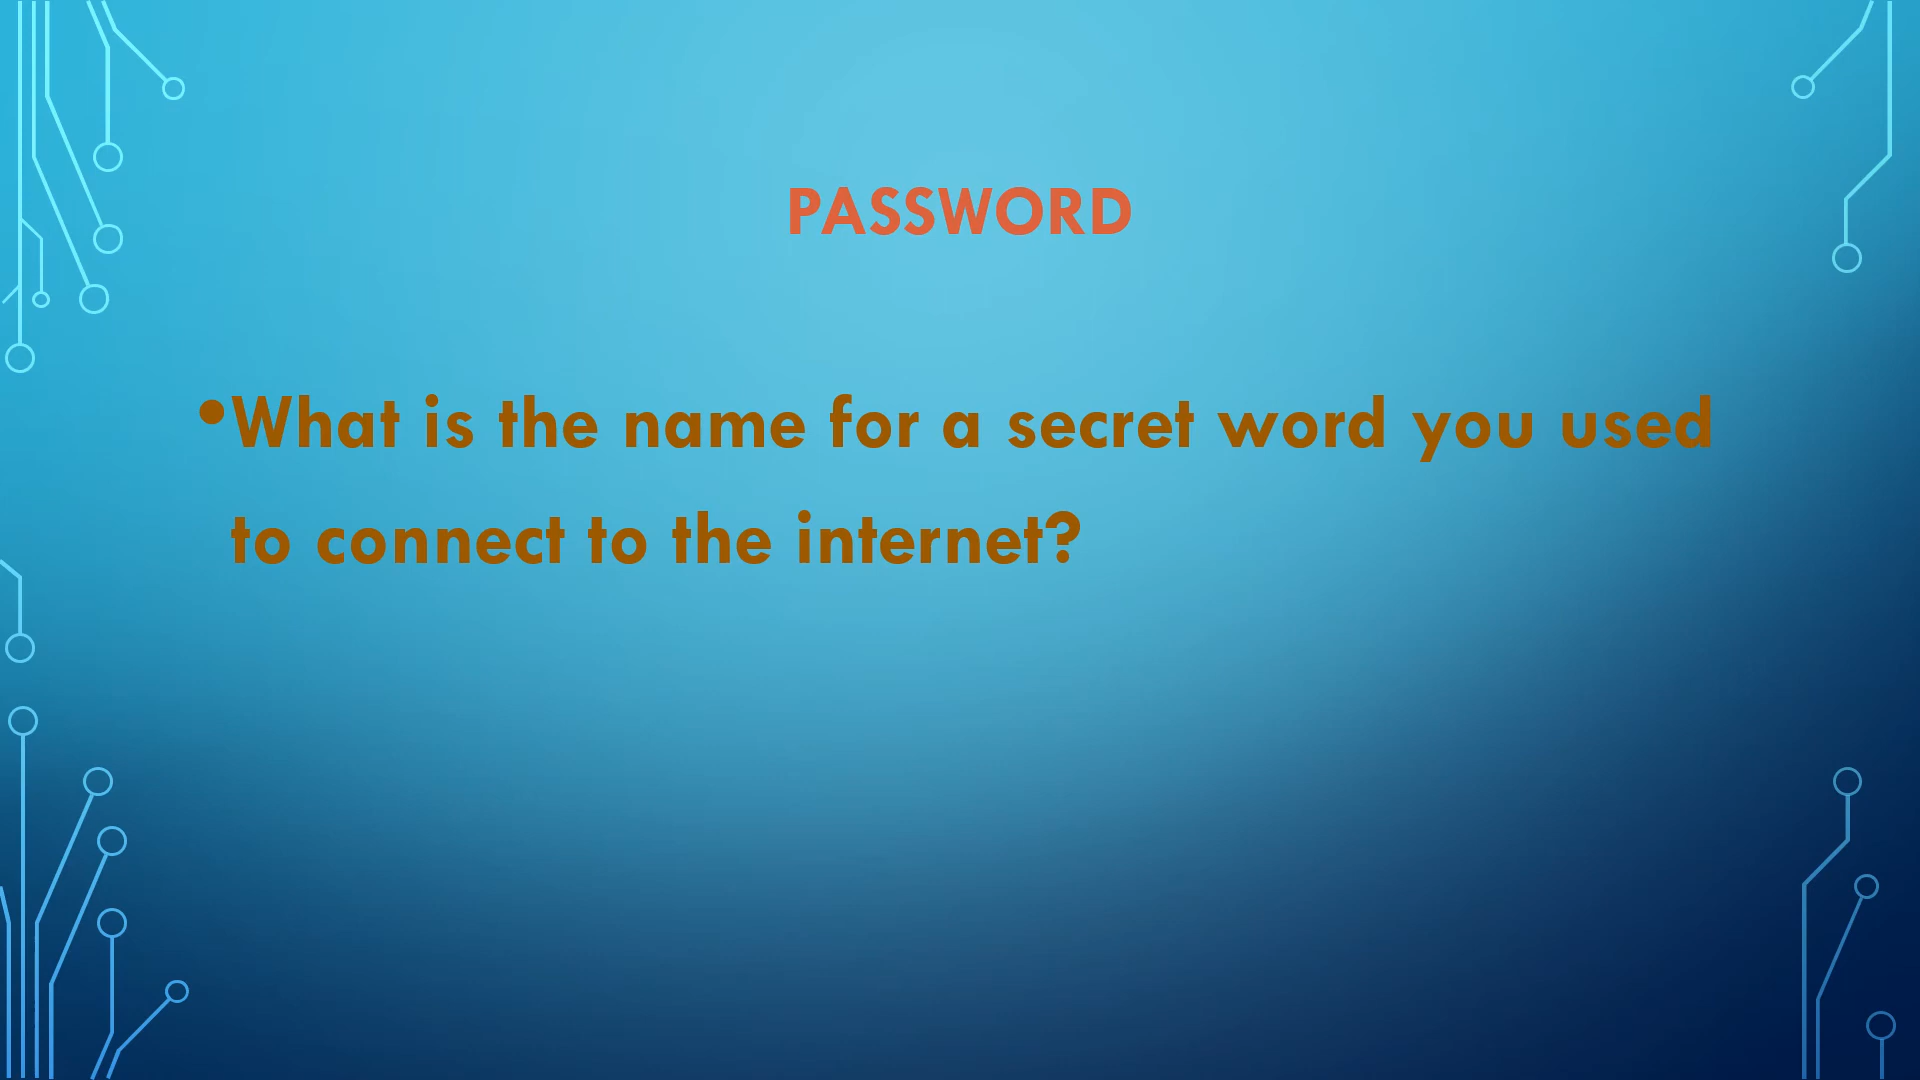 PASSWORD
•What is the name for a secret word you used
to connect to the internet?